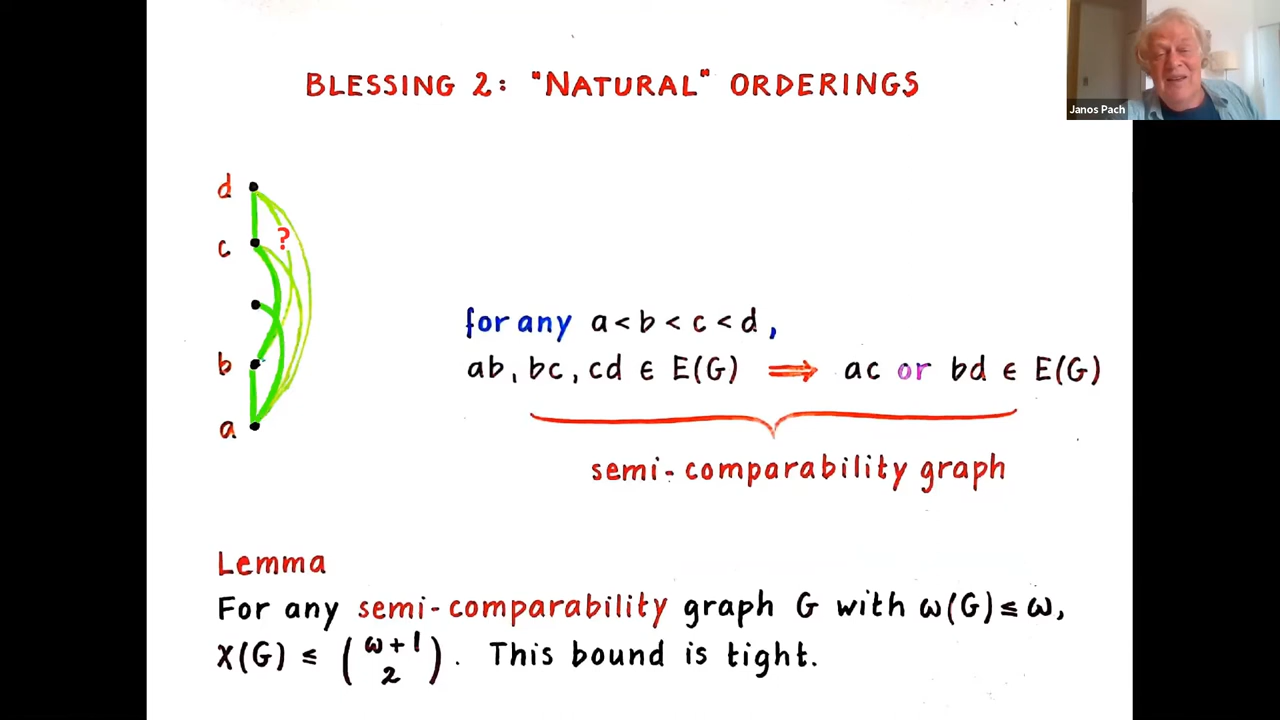 BLESSING 2: "NATURAL" ORDERINGS
Janos Pach
d
?
c
b
a
for any a < b < c < d,
ab, bc, cd ∈ E(G) ⟹ ac or bd ∈ E(G)
semi-comparability graph
Lemma
For any semi-comparability graph G with ω(G) ≤ ω,
χ(G) ≤ (ω+1
2). This bound is tight.